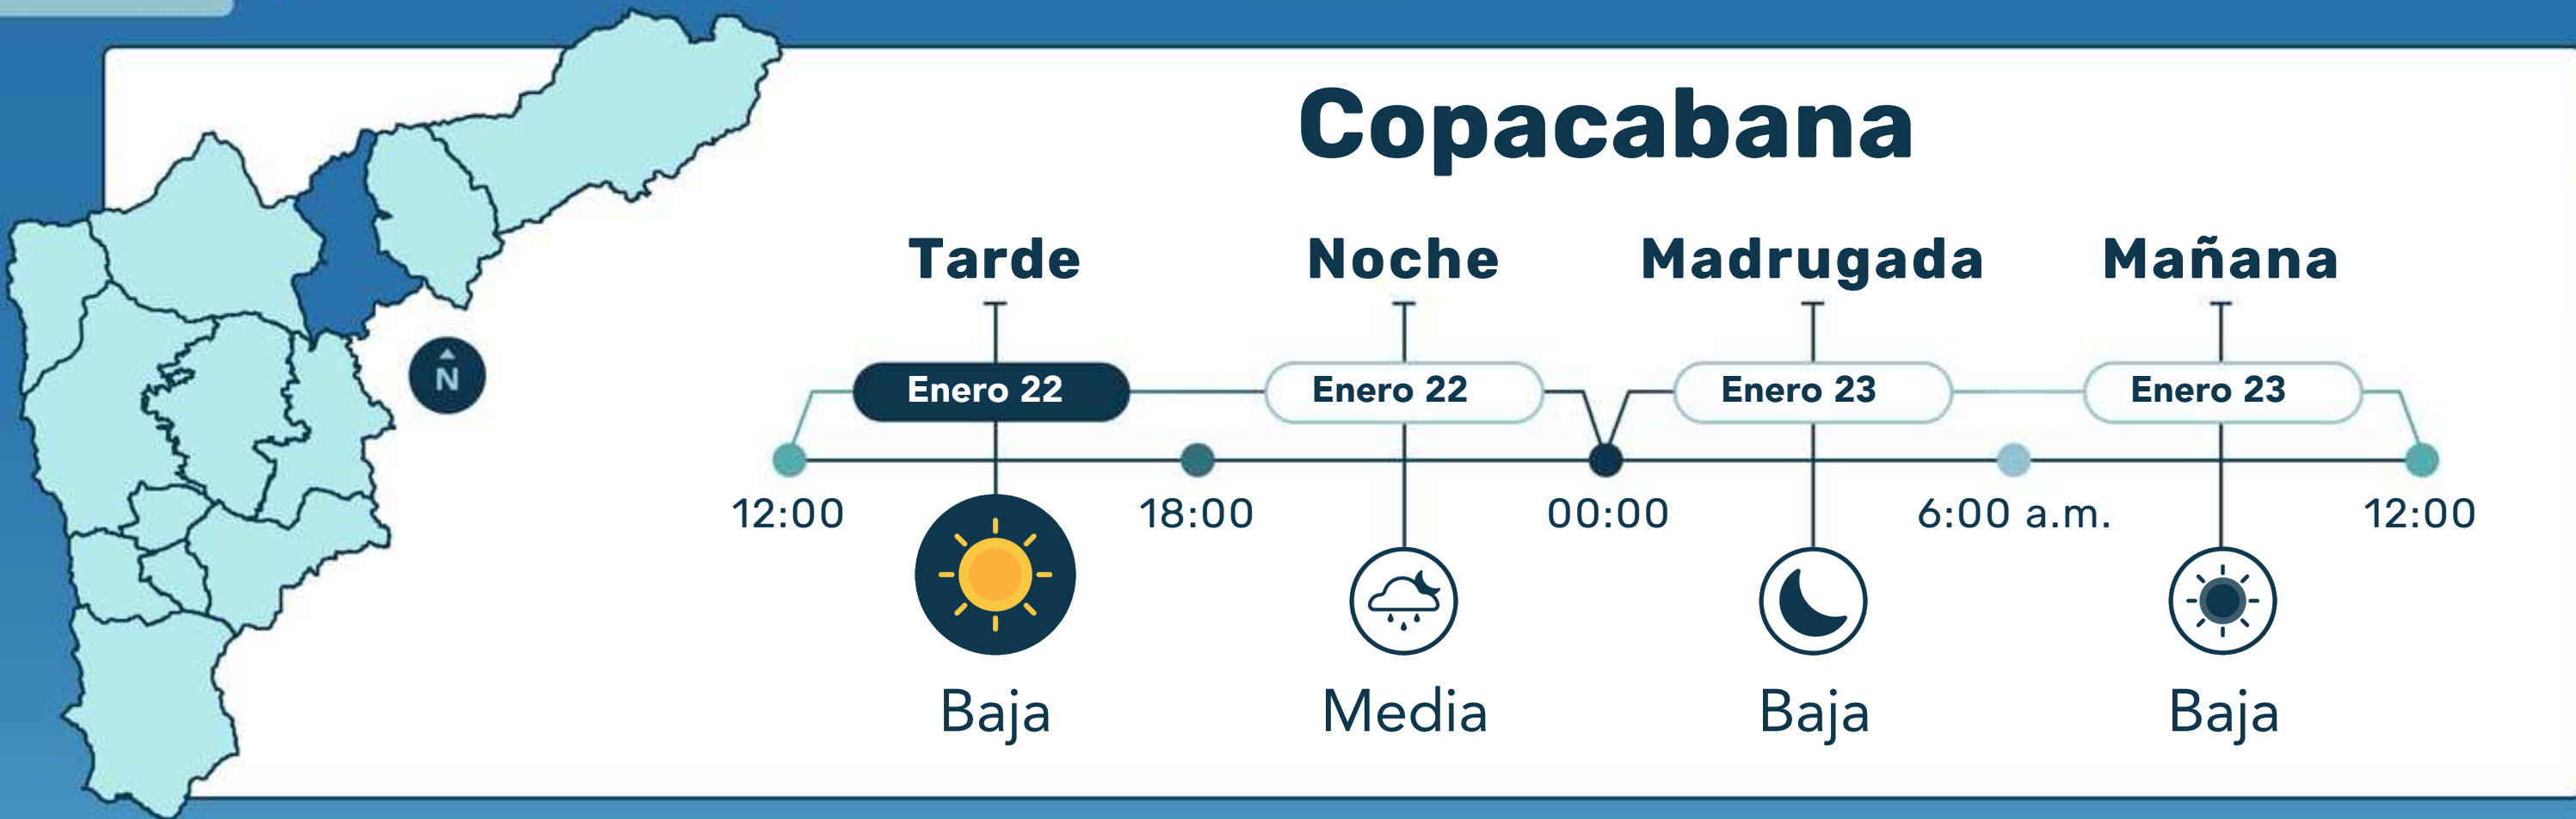 Copacabana
Tarde Noche Madrugada Mañana
Enero 22 Enero 22 Enero 23 Enero 23
N
12:00 18:00 00:00 6:00 a.m. 12:00
Baja Media Baja Baja